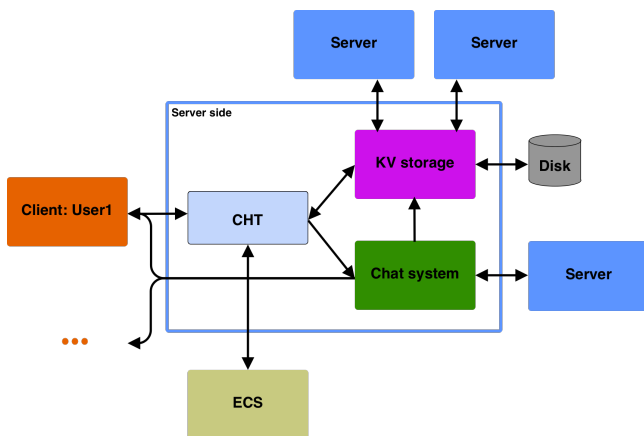 Server
Server
Server side
KV storage
Disk
Client: User1
CHT
Chat system
Server
ECS